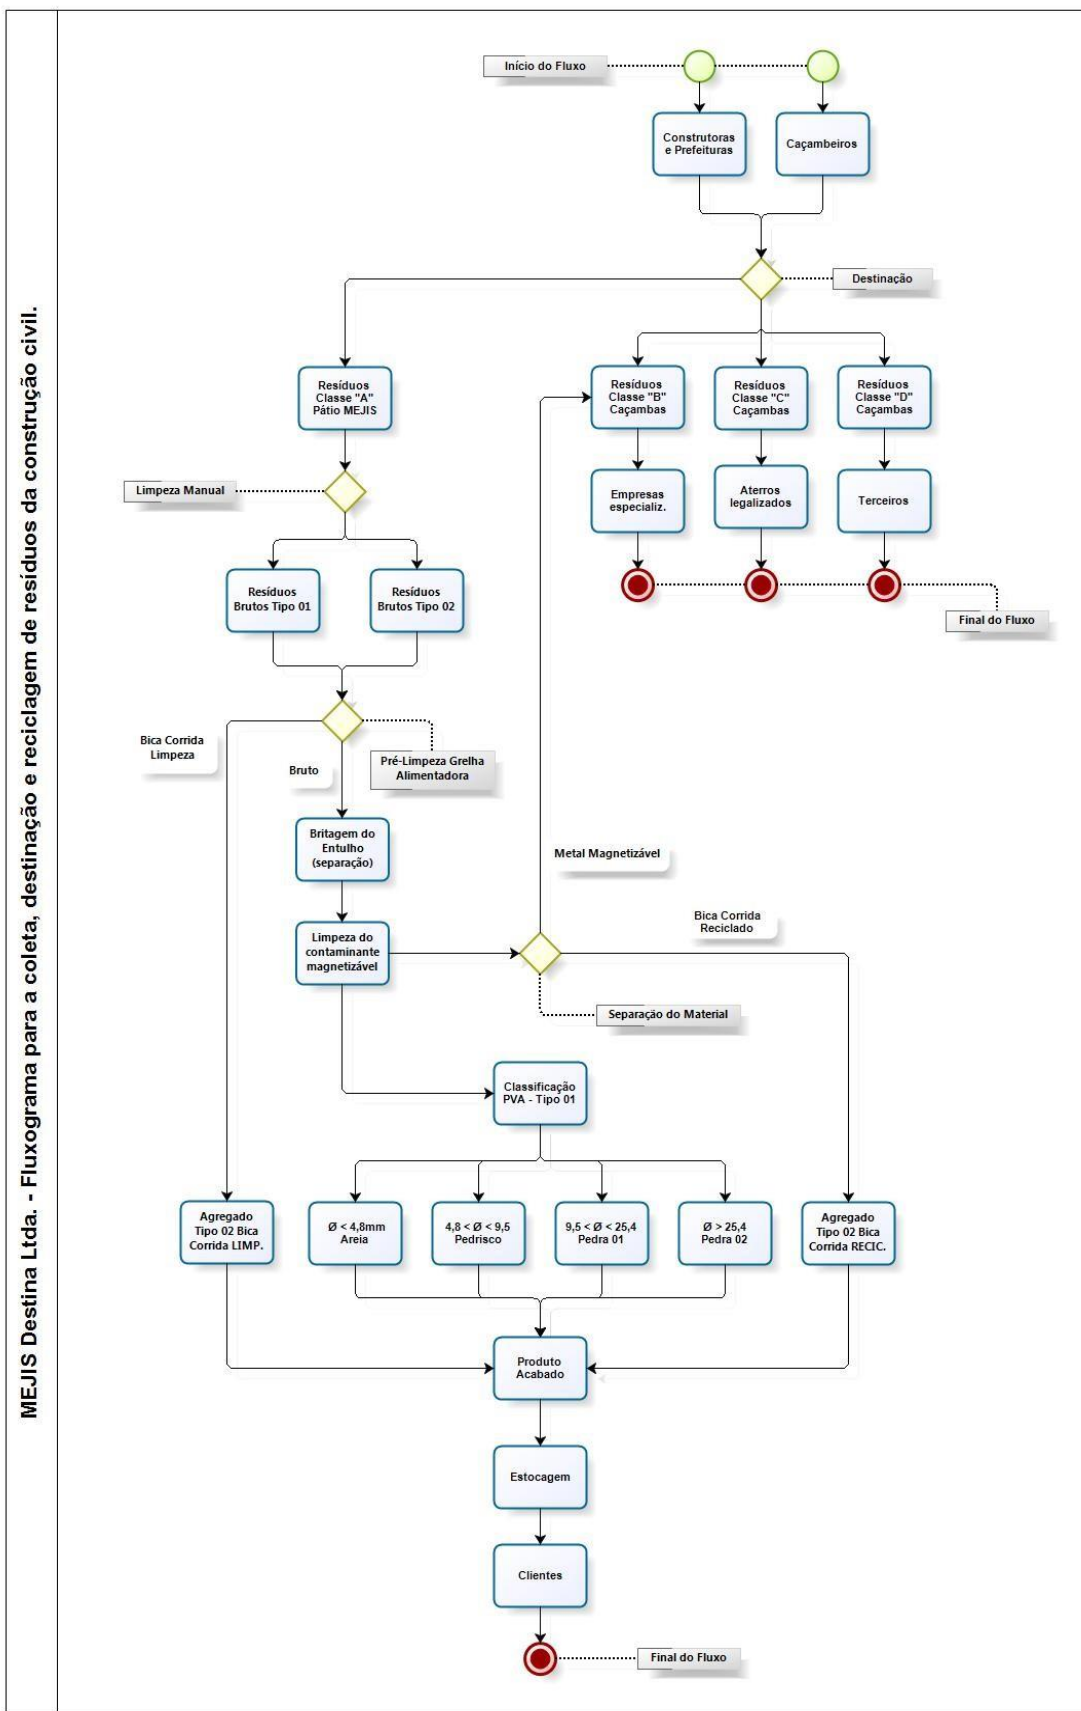 MEJIS Destina Ltda. - Fluxograma para a coleta, destinação e reciclagem de resíduos da construção civil.
Início do Fluxo
Construtoras
e Prefeituras
Caçambeiros
Destinação
Resíduos
Classe "A"
Pátio MEJIS
Resíduos
Classe "B"
Caçambas
Resíduos
Classe "C"
Caçambas
Resíduos
Classe "D"
Caçambas
Limpeza Manual
Empresas
especializ.
Aterros
legalizados
Terceiros
Resíduos
Brutos Tipo 01
Resíduos
Brutos Tipo 02
Final do Fluxo
Bica Corrida
Limpeza
Bruto
Pré-Limpeza Grelha
Alimentadora
Britagem do
Entulho
(separação)
Metal Magnetizável
Bica Corrida
Reciclado
Limpeza do
contaminante
magnetizável
Separação do Material
Classificação
PVA - Tipo 01
Agregado
Tipo 02 Bica
Corrida LIMP.
Ø < 4,8mm
Areia
4,8 < Ø < 9,5
Pedrisco
9,5 < Ø < 25,4
Pedra 01
Ø > 25,4
Pedra 02
Agregado
Tipo 02 Bica
Corrida RECIC.
Produto
Acabado
Estocagem
Clientes
Final do Fluxo